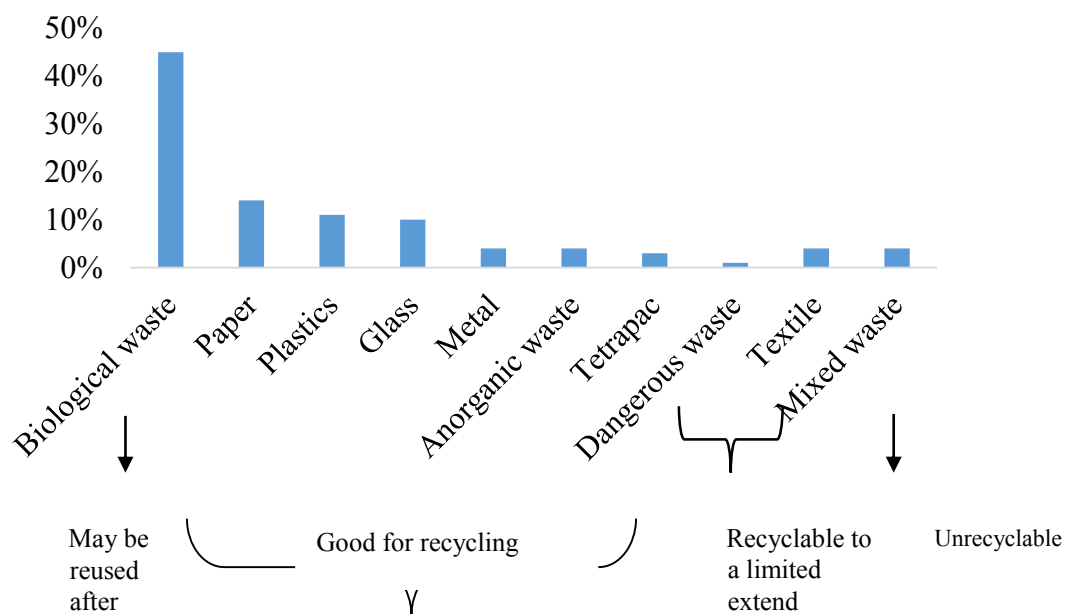 50%
40%
30%
20%
10%
0%
Biological waste
Paper
Plastics
Glass
Metal
Anorganic waste
Tetrapac
Dangerous waste
Textile
Mixed waste
May be
reused
after
Good for recycling
Recyclable to
a limited
extend
Unrecyclable